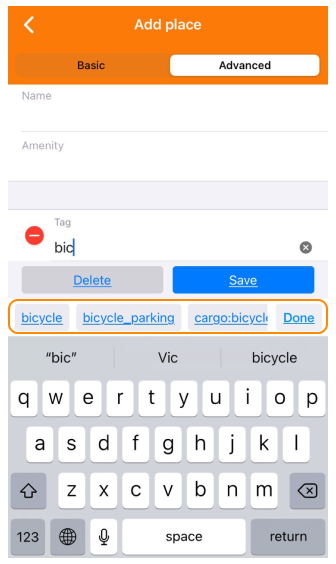 Add place
Basic Advanced
Name
Amenity
Tag
bic
Delete Save
bicycle bicycle_parking cargo:bicycl Done
"bic" Vic bicycle
q w e r t y u i o p
a s d f g h j k l
z x c v b n m
123 space return